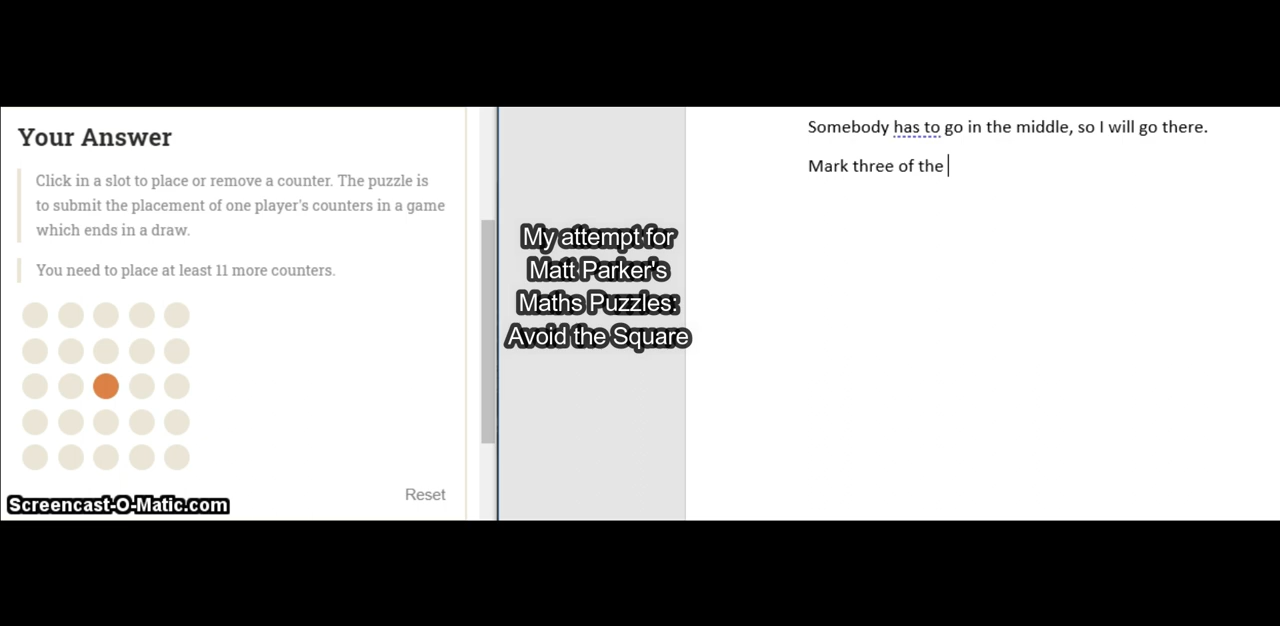 Your Answer
Click in a slot to place or remove a counter. The puzzle is
to submit the placement of one player's counters in a game
which ends in a draw.
You need to place at least 11 more counters.
Reset
Screencast-O-Matic.com
My attempt for
Matt Parker's
Maths Puzzles:
Avoid the Square
Somebody has to go in the middle, so I will go there.
Mark three of the